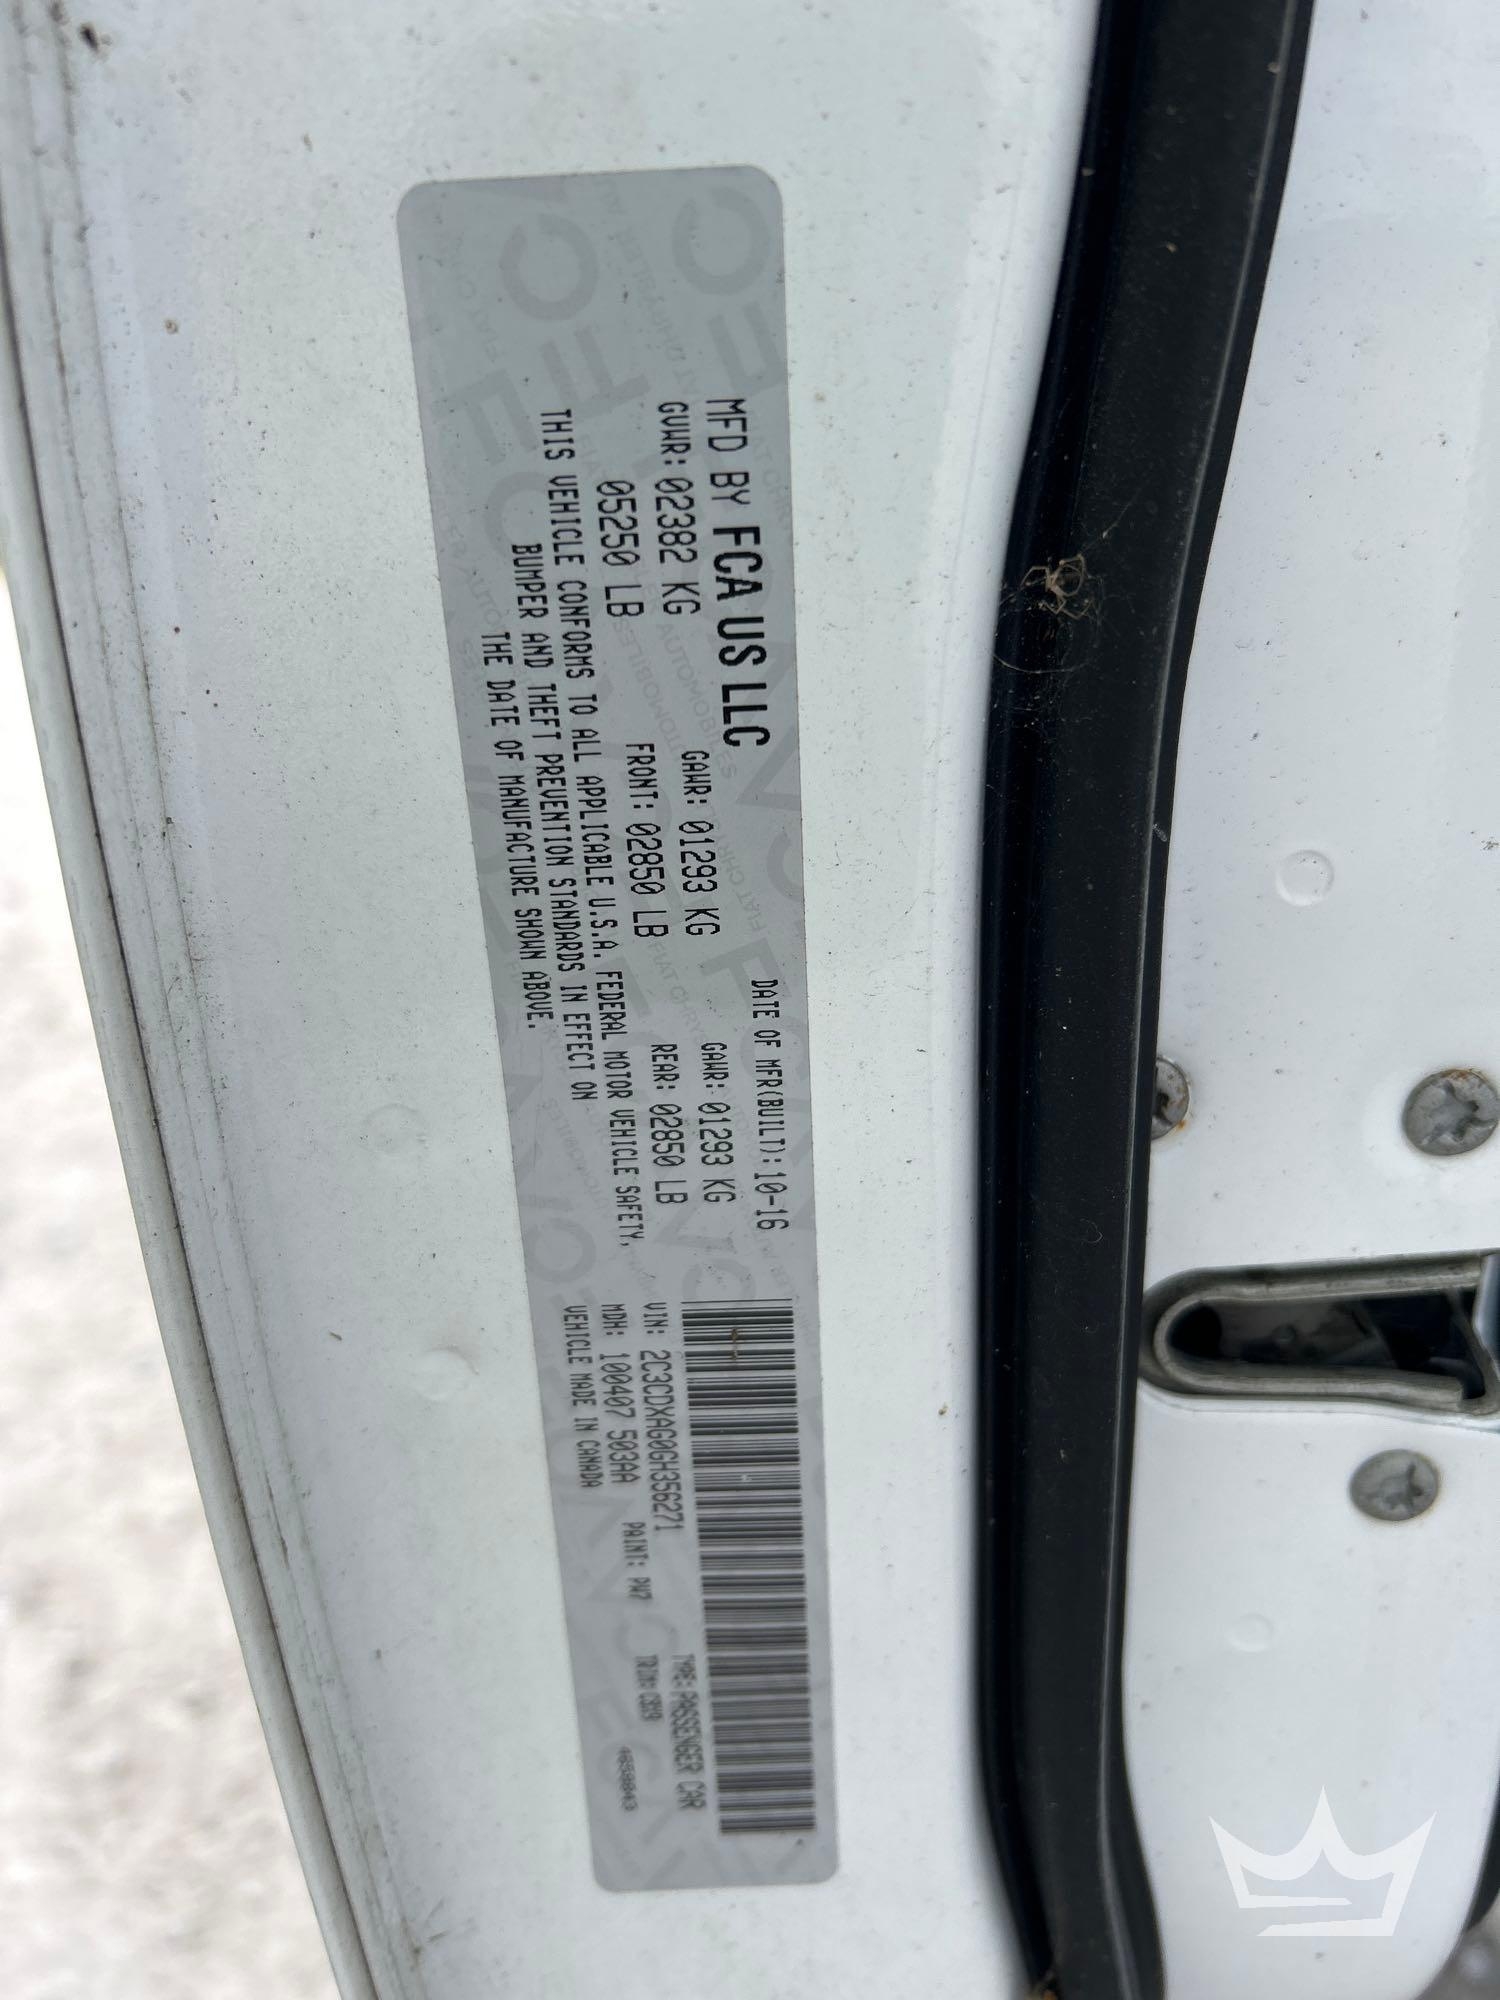 MFD BY FCA US LLC
DATE OF MFR(BUILT):10-16
GVWR: 02382 KG
GAWR: 01293 KG
GAWR: 01293 KG
05250 LB
FRONT: 02850 LB
REAR: 02850 LB
THIS VEHICLE CONFORMS TO ALL APPLICABLE U.S.A. FEDERAL MOTOR VEHICLE SAFETY,
BUMPER AND THEFT PREVENTION STANDARDS IN EFFECT ON
THE DATE OF MANUFACTURE SHOWN ABOVE.
VIN: 2C3CDXAG0GH356271
TYPE: PASSENGER CAR
MDH: 100407 503AA
PAINT: PW7
TRIM:
VEHICLE MADE IN CANADA